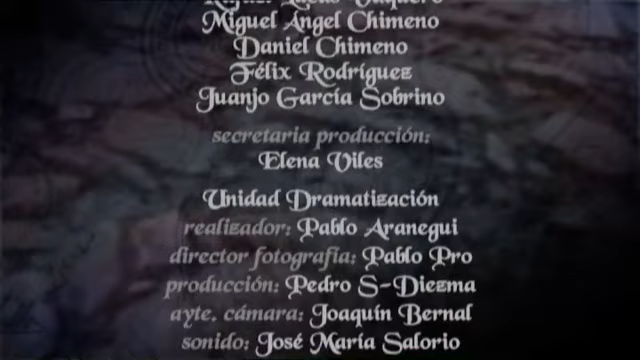 Miguel Ángel Chimeno
Daniel Chimeno
Félix Rodríguez
Juanjo García Sobrino
secretaria producción:
Elena Viles
Unidad Dramatización
realizador: Pablo Aranegui
director fotografía: Pablo Pro
producción: Pedro S-Diezma
ayte. cámara: Joaquín Bernal
sonido: José María Salorio